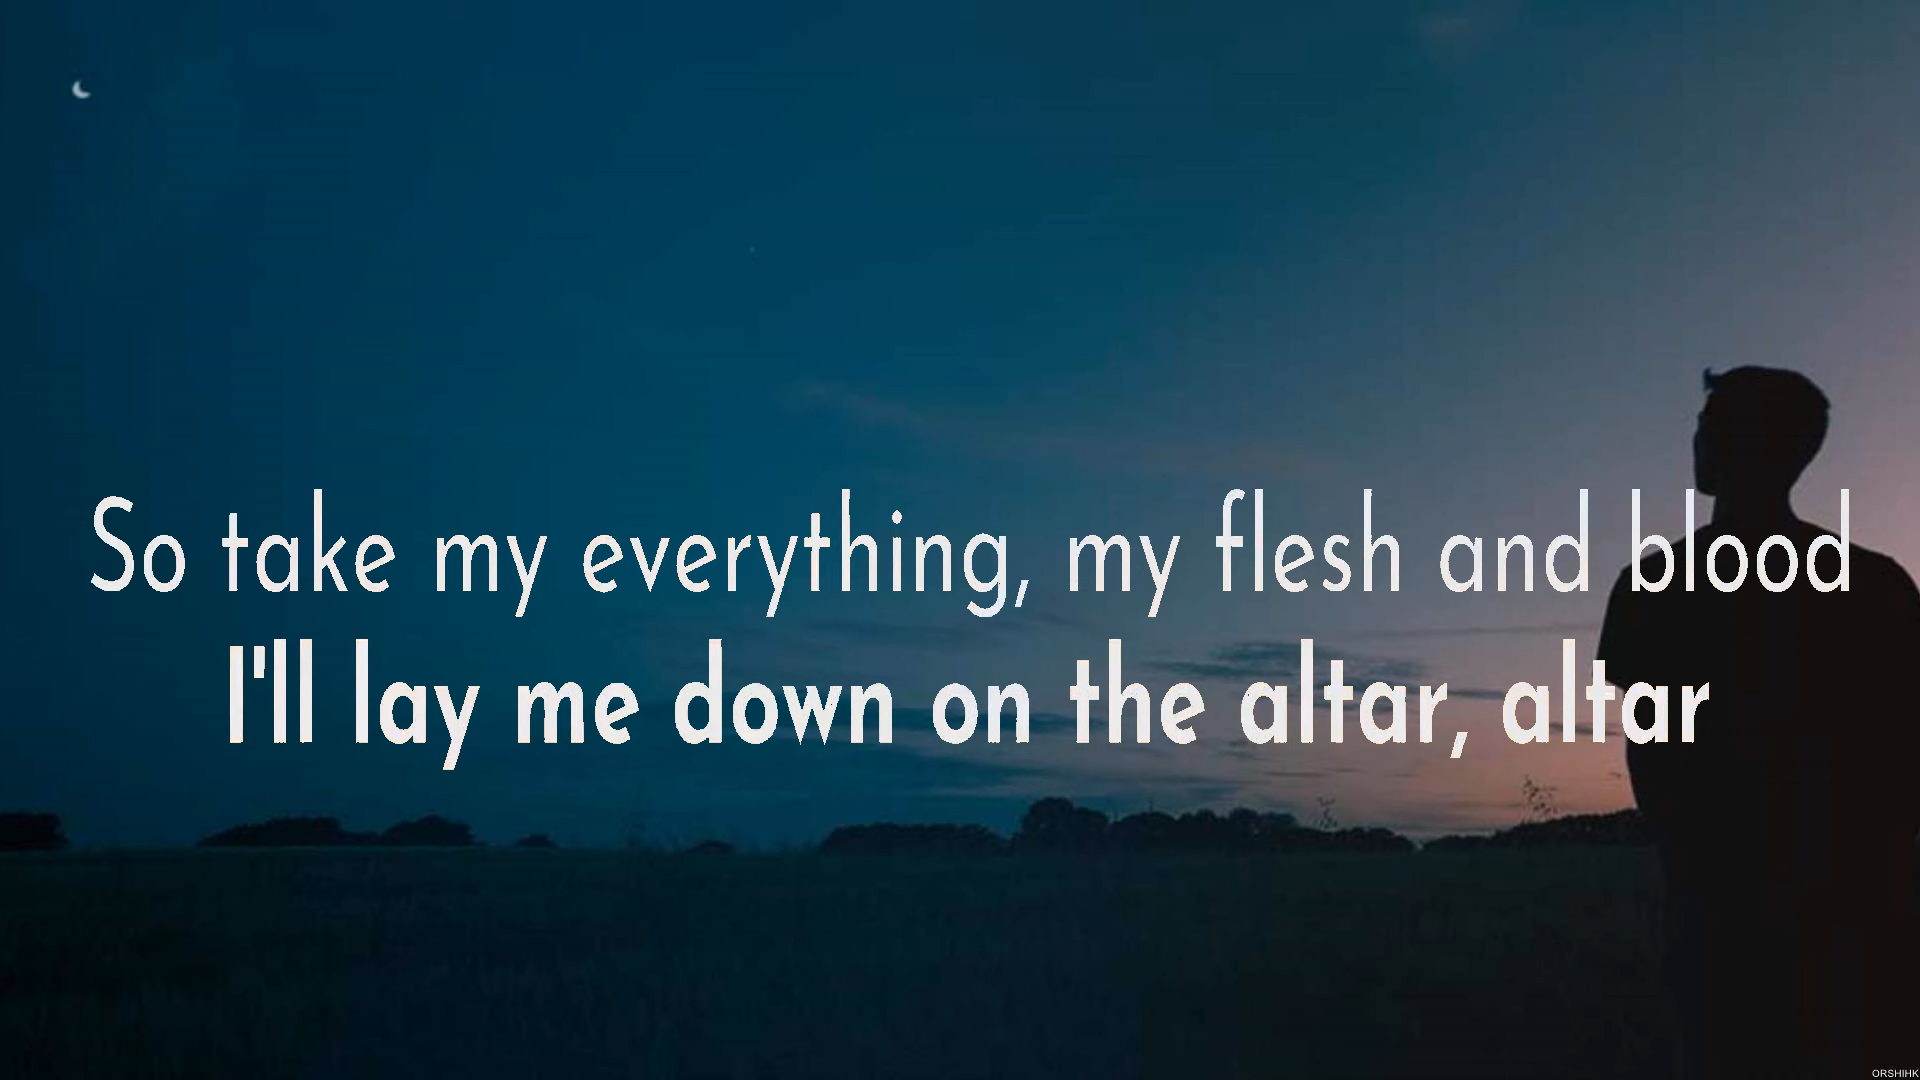 So take my everything, my flesh and blood
I'll lay me down on the altar, altar
ORSHIHK